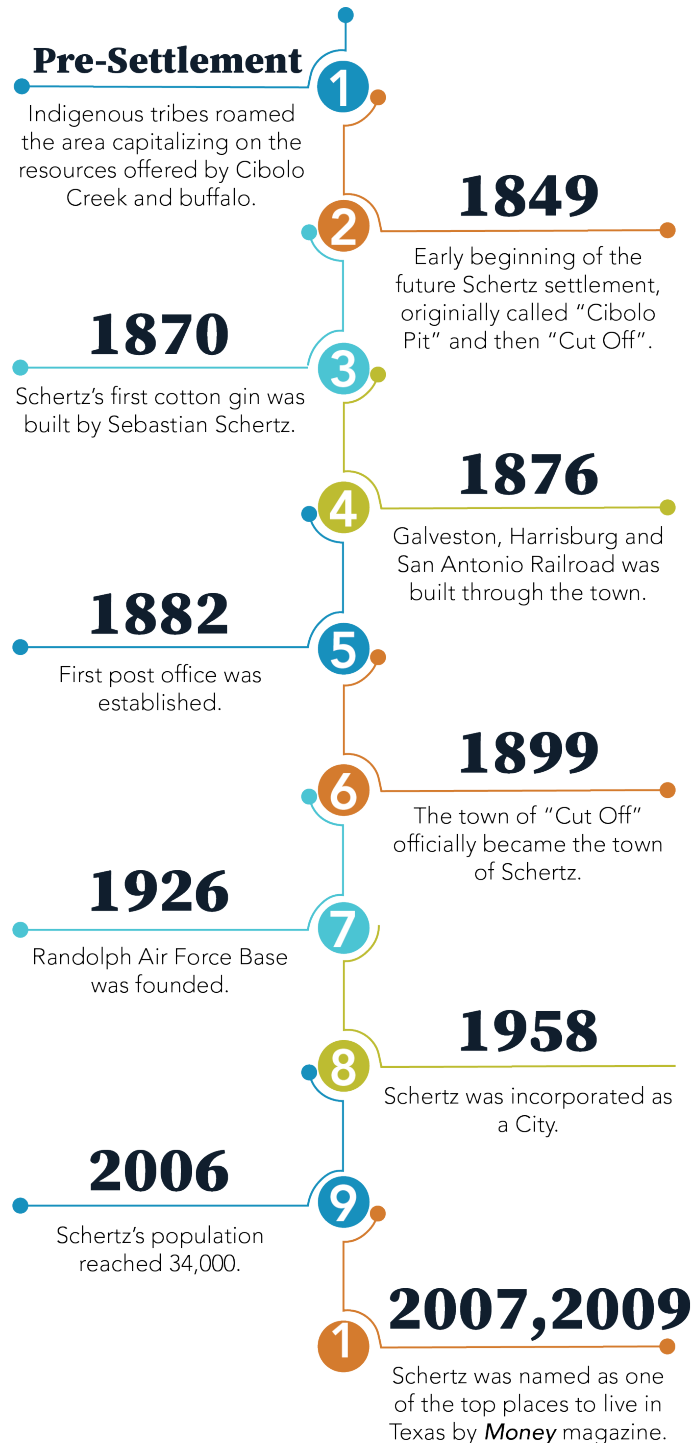 Pre-Settlement
1
Indigenous tribes roamed
the area capitalizing on the
resources offered by Cibolo
Creek and buffalo.
1849
2
Early beginning of the
future Schertz settlement,
originially called “Cibolo
Pit” and then “Cut Off”.
1870
3
Schertz’s first cotton gin was
built by Sebastian Schertz.
1876
4
Galveston, Harrisburg and
San Antonio Railroad was
built through the town.
1882
5
First post office was
established.
1899
6
The town of “Cut Off”
officially became the town
of Schertz.
1926
7
Randolph Air Force Base
was founded.
1958
8
Schertz was incorporated as
a City.
2006
9
Schertz’s population
reached 34,000.
2007,2009
1
Schertz was named as one
of the top places to live in
Texas by Money magazine.